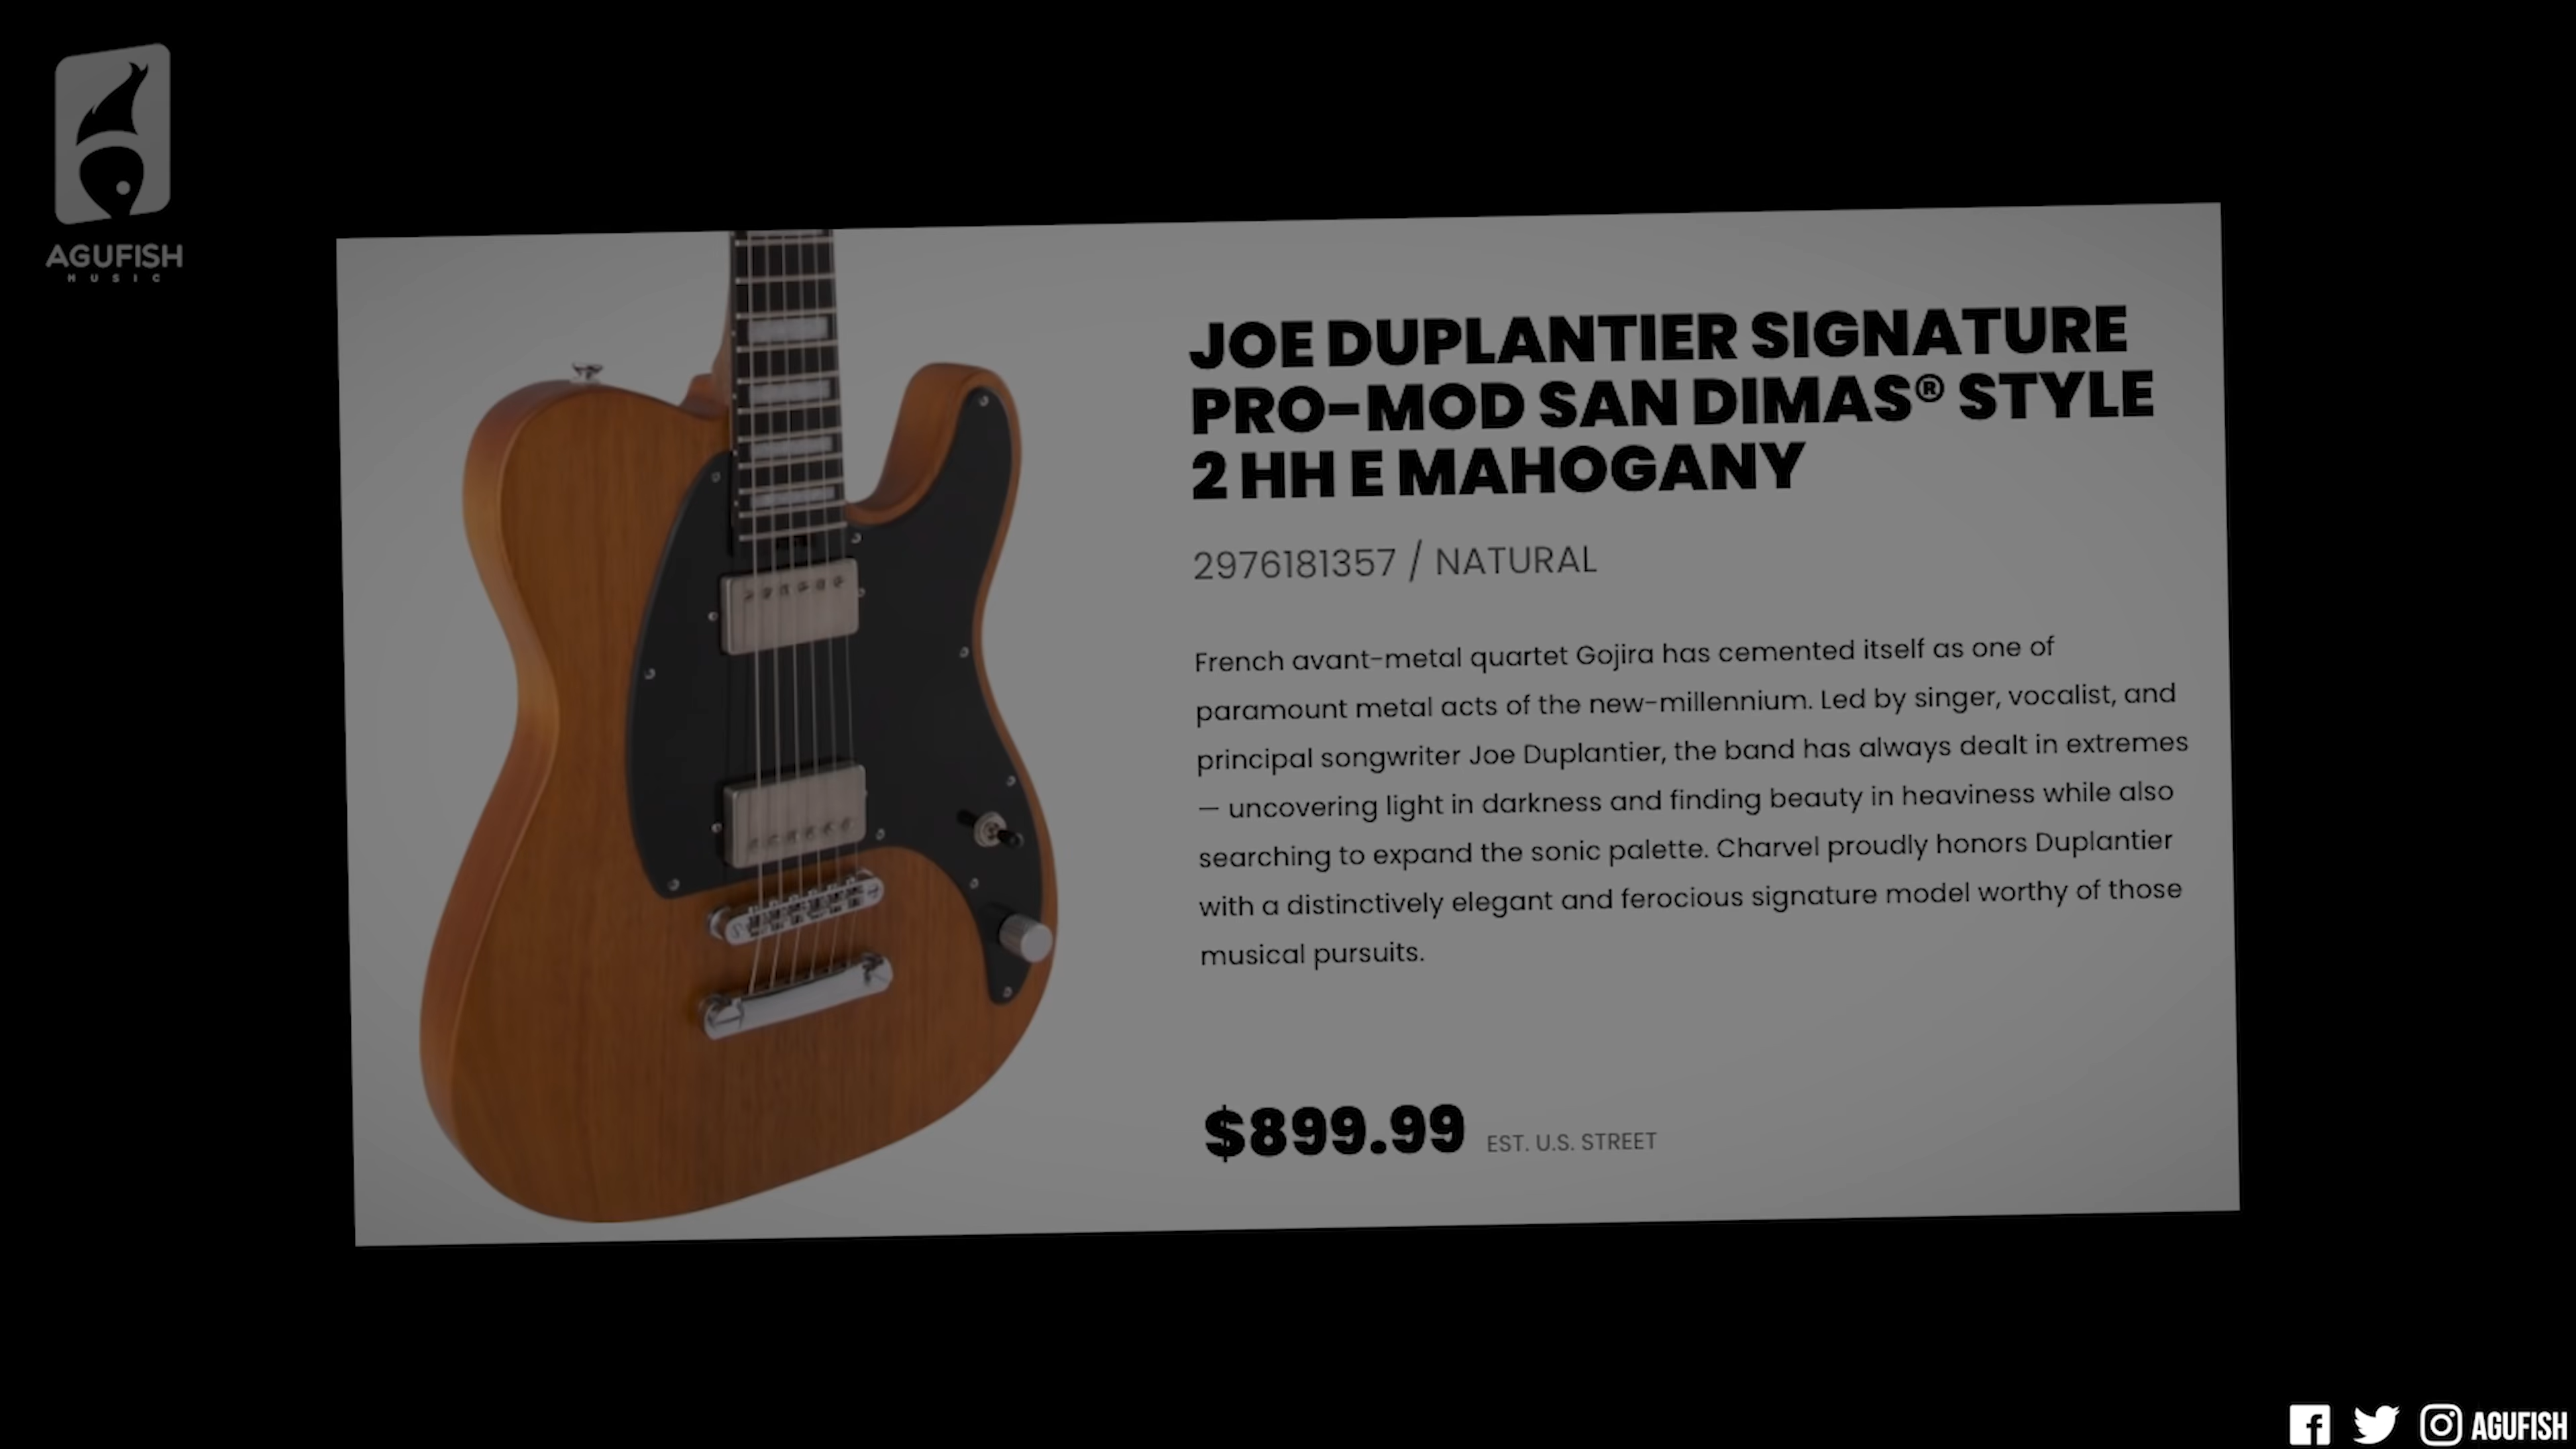 AGUFISH
MUSIC
JOE DUPLANTIER SIGNATURE
PRO-MOD SAN DIMAS® STYLE
2 HH E MAHOGANY
2976181357 / NATURAL
French avant-metal quartet Gojira has cemented itself as one of
paramount metal acts of the new-millennium. Led by singer, vocalist, and
principal songwriter Joe Duplantier, the band has always dealt in extremes
— uncovering light in darkness and finding beauty in heaviness while also
searching to expand the sonic palette. Charvel proudly honors Duplantier
with a distinctively elegant and ferocious signature model worthy of those
musical pursuits.
$899.99 EST. U.S. STREET
AGUFISH